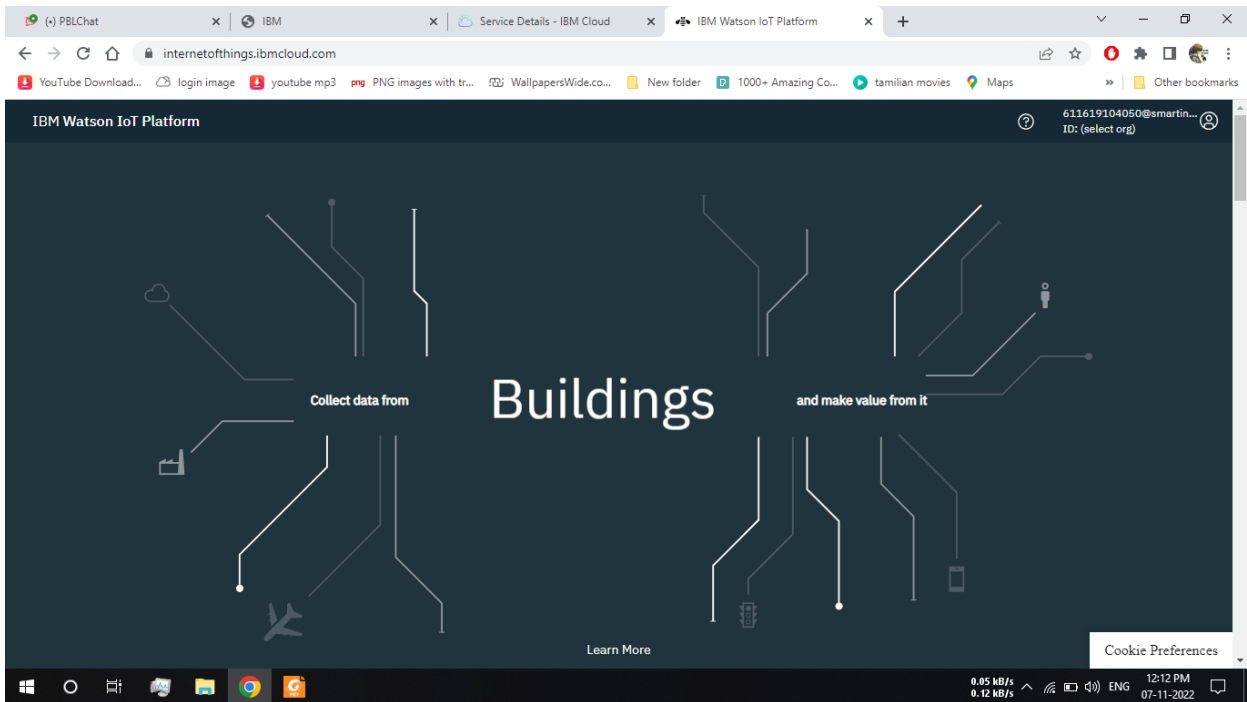 (•) PBLChat
IBM
Service Details - IBM Cloud
IBM Watson IoT Platform
internetofthings.ibmcloud.com
YouTube Download... login image youtube mp3 png PNG images with tr... WallpapersWide.co... New folder 1000+ Amazing Co... tamilian movies Maps » Other bookmarks
IBM Watson IoT Platform
611619104050@smartin...
ID: (select org)
Collect data from Buildings and make value from it
Learn More
Cookie Preferences
0.05 kB/s
0.12 kB/s
ENG
12:12 PM
07-11-2022